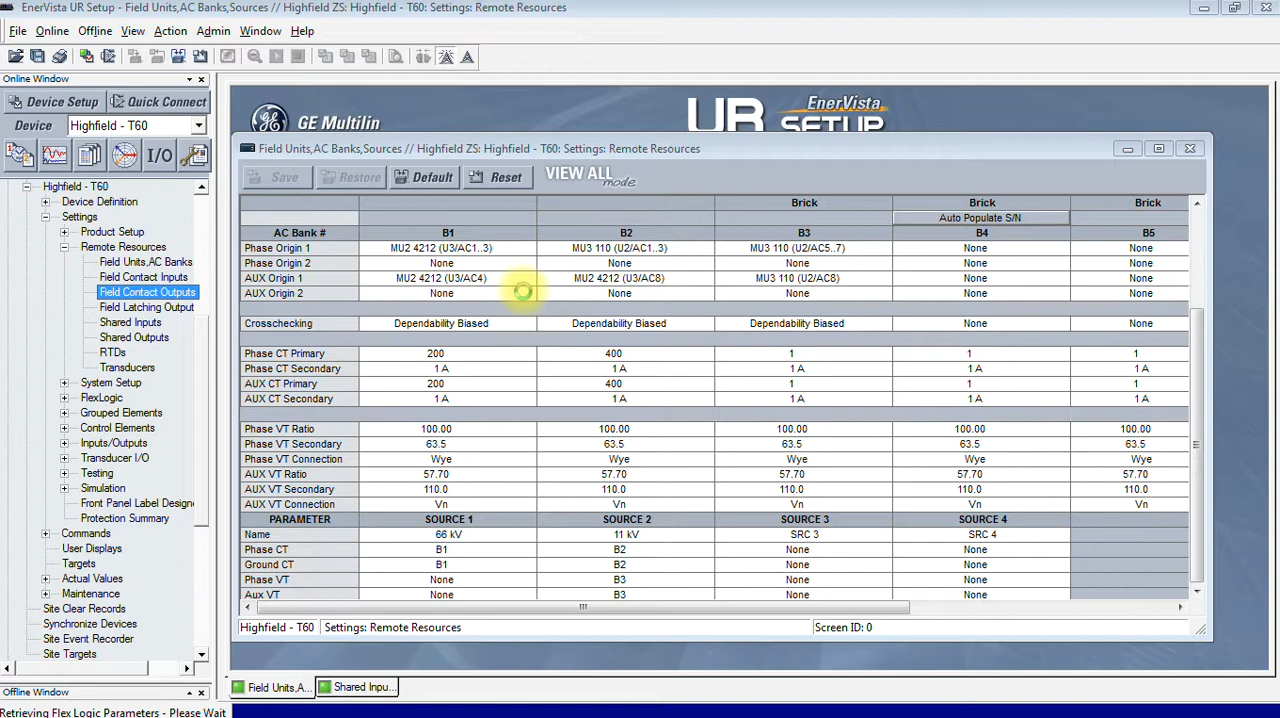 EnerVista UR Setup - Field Units,AC Banks,Sources // Highfield ZS: Highfield - T60: Settings: Remote Resources
File Online Offline View Action Admin Window Help
Online Window
Device Setup Quick Connect
Device Highfield - T60
I/O
Highfield - T60
Device Definition
Settings
Product Setup
Remote Resources
Field Units,AC Banks
Field Contact Inputs
Field Contact Outputs
Field Latching Output
Shared Inputs
Shared Outputs
RTDs
Transducers
System Setup
FlexLogic
Grouped Elements
Control Elements
Inputs/Outputs
Transducer I/O
Testing
Simulation
Front Panel Label Designe
Protection Summary
Commands
User Displays
Targets
Actual Values
Maintenance
Site Clear Records
Synchronize Devices
Site Event Recorder
Site Targets
Offline Window
Retrieving Flex Logic Parameters - Please Wait
GE Multilin
UR EnerVista
SETUP
Field Units,AC Banks,Sources // Highfield ZS: Highfield - T60: Settings: Remote Resources
Save Restore Default Reset VIEW ALL mode
Brick Brick Brick
Auto Populate S/N
AC Bank # B1 B2 B3 B4 B5
Phase Origin 1 MU2 4212 (U3/AC1..3) MU3 110 (U2/AC1..3) MU3 110 (U2/AC5..7) None None
Phase Origin 2 None None None None None
AUX Origin 1 MU2 4212 (U3/AC4) MU2 4212 (U3/AC8) MU3 110 (U2/AC8) None None
AUX Origin 2 None None None None None
Crosschecking Dependability Biased Dependability Biased Dependability Biased None None
Phase CT Primary 200 400 1 1 1
Phase CT Secondary 1 A 1 A 1 A 1 A 1 A
AUX CT Primary 200 400 1 1 1
AUX CT Secondary 1 A 1 A 1 A 1 A 1 A
Phase VT Ratio 100.00 100.00 100.00 100.00 100.00
Phase VT Secondary 63.5 63.5 63.5 63.5 63.5
Phase VT Connection Wye Wye Wye Wye Wye
AUX VT Ratio 57.70 57.70 57.70 57.70 57.70
AUX VT Secondary 110.0 110.0 110.0 110.0 110.0
AUX VT Connection Vn Vn Vn Vn Vn
PARAMETER SOURCE 1 SOURCE 2 SOURCE 3 SOURCE 4
Name 66 kV 11 kV SRC 3 SRC 4
Phase CT B1 B2 None None
Ground CT B1 B2 None None
Phase VT None B3 None None
Aux VT None B3 None None
Highfield - T60 Settings: Remote Resources Screen ID: 0
Field Units,A... Shared Inpu...